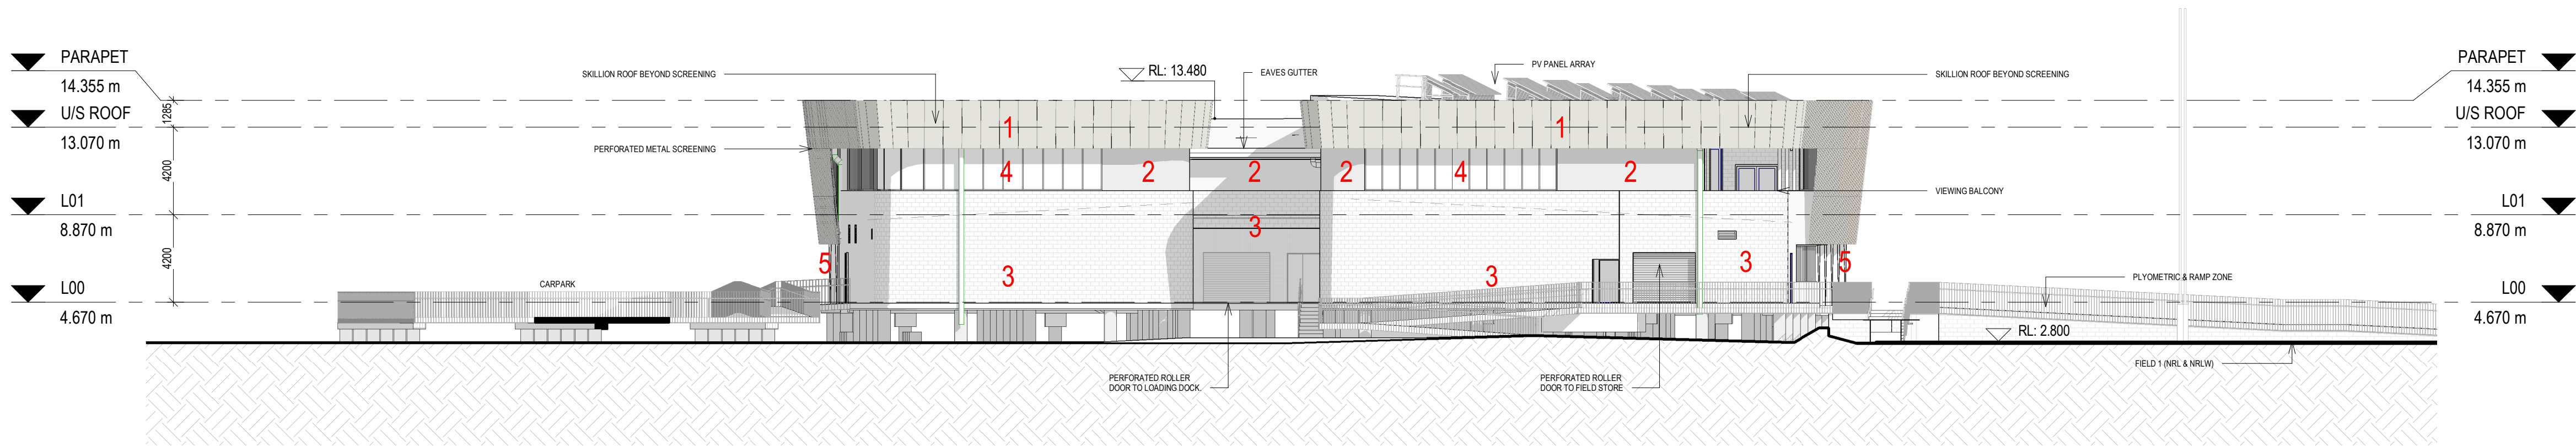 PARAPET
14.355 m
U/S ROOF
13.070 m
L01
8.870 m
L00
4.670 m
1285
4200
4200
SKILLION ROOF BEYOND SCREENING
PERFORATED METAL SCREENING
RL: 13.480
EAVES GUTTER
PV PANEL ARRAY
SKILLION ROOF BEYOND SCREENING
VIEWING BALCONY
1
1
4
2
2
2
4
2
3
5
3
3
3
5
CARPARK
PLYOMETRIC & RAMP ZONE
RL: 2.800
FIELD 1 (NRL & NRLW)
PERFORATED ROLLER
DOOR TO LOADING DOCK.
PERFORATED ROLLER
DOOR TO FIELD STORE
PARAPET
14.355 m
U/S ROOF
13.070 m
L01
8.870 m
L00
4.670 m